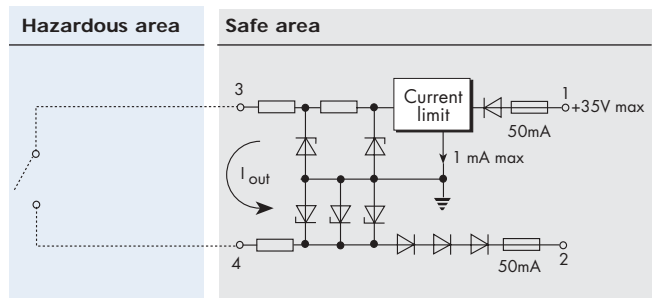 Hazardous area
Safe area
3
Current
limit
1
+35V max
50mA
1 mA max
I out
4
50mA
2